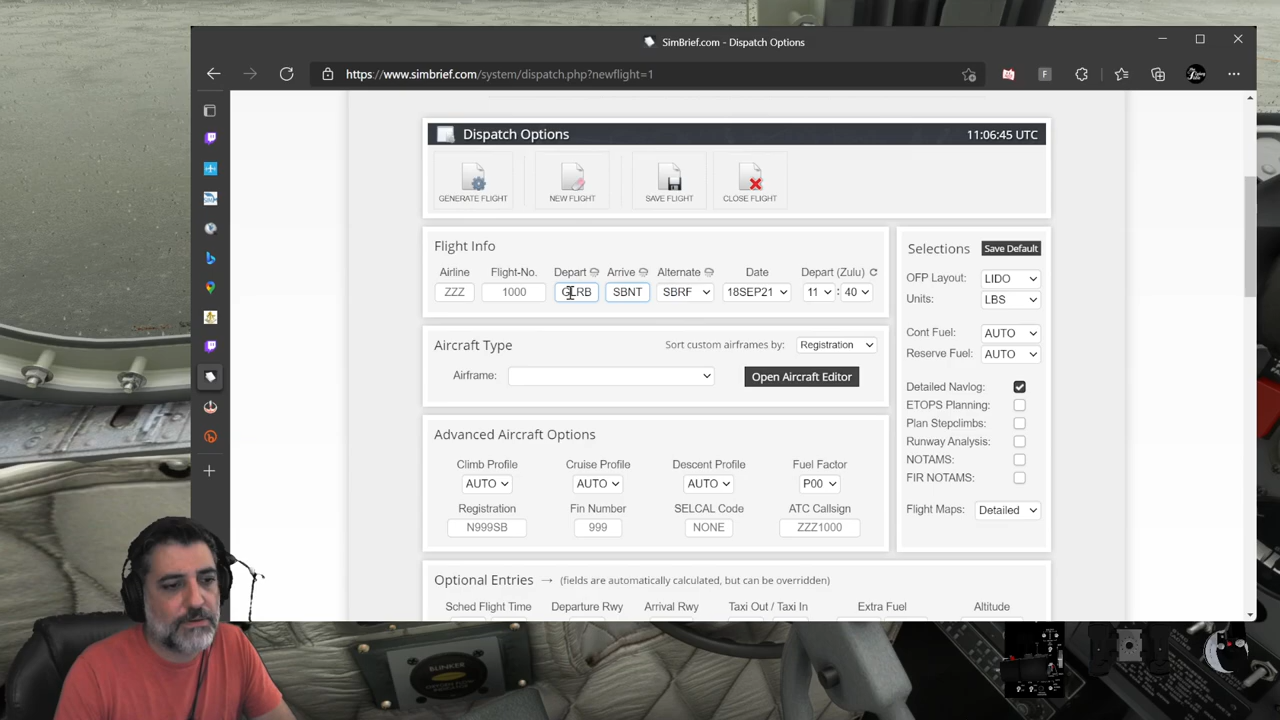 SimBrief.com - Dispatch Options
https://www.simbrief.com/system/dispatch.php?newflight=1
Dispatch Options
11:06:45 UTC
GENERATE FLIGHT
NEW FLIGHT
SAVE FLIGHT
CLOSE FLIGHT
Flight Info
Airline Flight-No. Depart Arrive Alternate Date Depart (Zulu)
ZZZ 1000 GLRB SBNT SBRF 18SEP21 11 : 40
Aircraft Type
Sort custom airframes by: Registration
Airframe:
Open Aircraft Editor
Advanced Aircraft Options
Climb Profile Cruise Profile Descent Profile Fuel Factor
AUTO AUTO AUTO P00
Registration Fin Number SELCAL Code ATC Callsign
N999SB 999 NONE ZZZ1000
Optional Entries → (fields are automatically calculated, but can be overridden)
Sched Flight Time Departure Rwy Arrival Rwy Taxi Out / Taxi In Extra Fuel Altitude
Selections Save Default
OFP Layout: LIDO
Units: LBS
Cont Fuel: AUTO
Reserve Fuel: AUTO
Detailed Navlog:
ETOPS Planning:
Plan Stepclimbs:
Runway Analysis:
NOTAMS:
FIR NOTAMS:
Flight Maps: Detailed
BLINKER